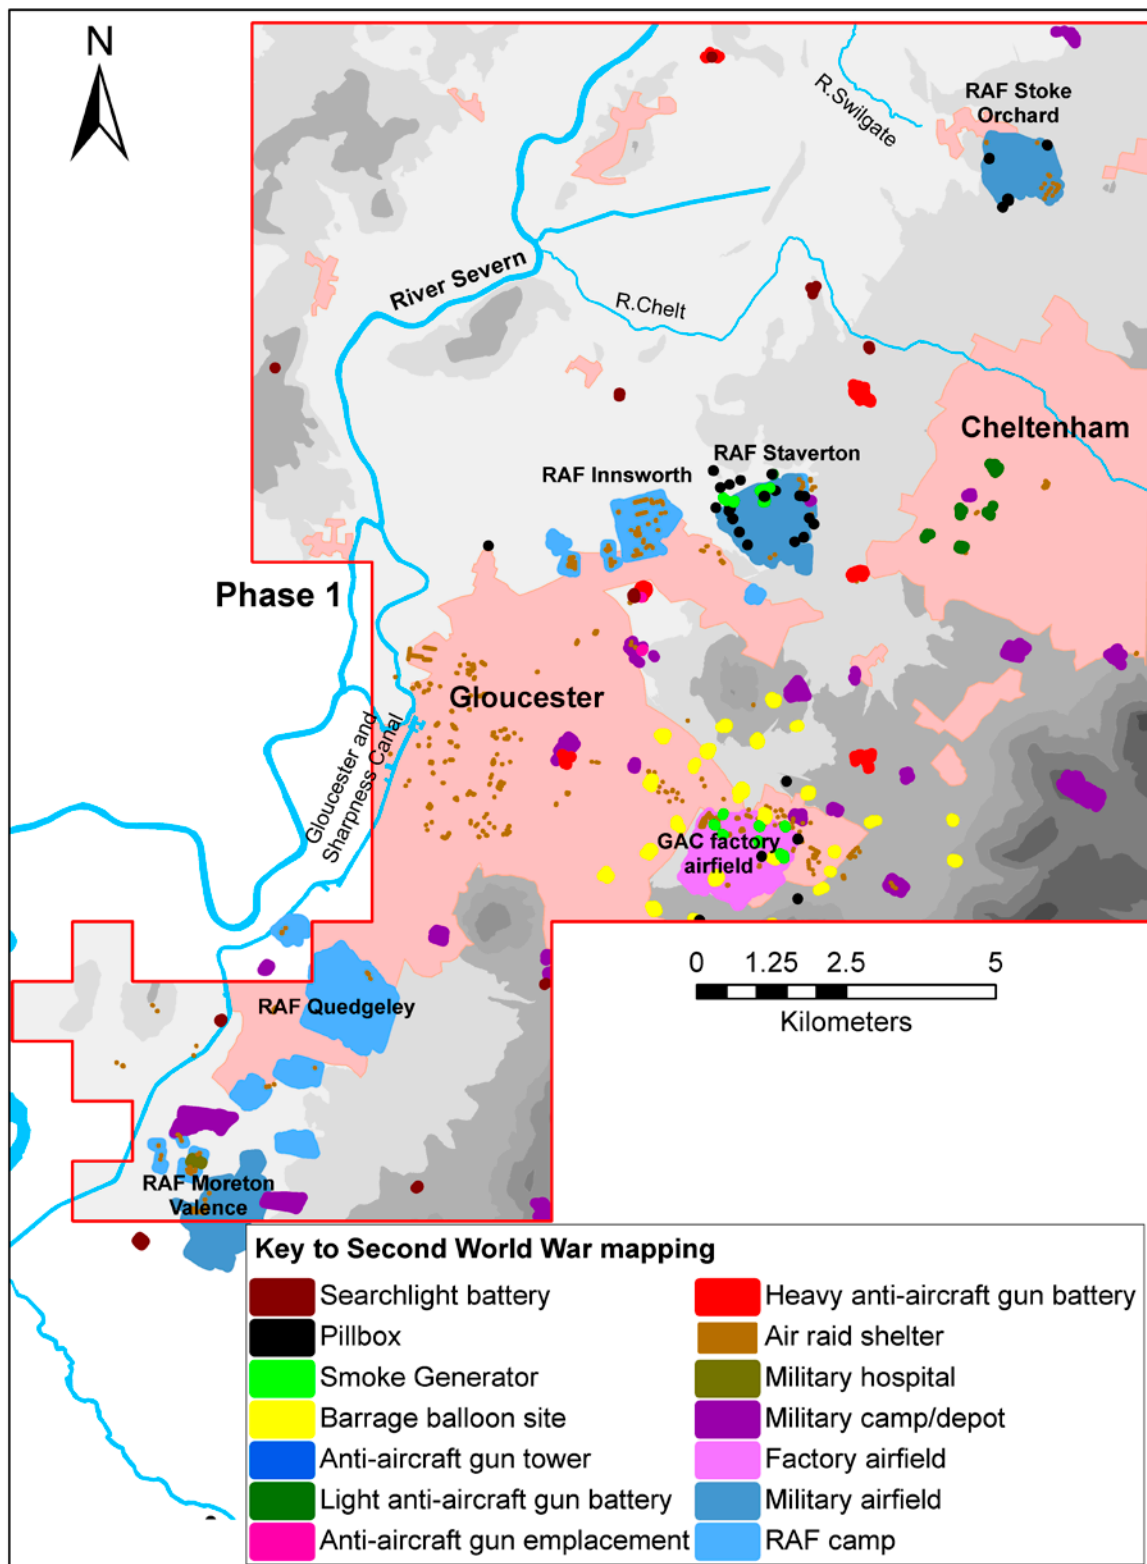 N
RAF Stoke
Orchard
R.Swilgate
River Severn
R.Chelt
Cheltenham
RAF Staverton
RAF Innsworth
Phase 1
Gloucester
Gloucester and
Sharpness Canal
GAC factory
airfield
0 1.25 2.5 5
Kilometers
RAF Quedgeley
RAF Moreton
Valence
Key to Second World War mapping
Searchlight battery
Pillbox
Smoke Generator
Barrage balloon site
Anti-aircraft gun tower
Light anti-aircraft gun battery
Anti-aircraft gun emplacement
Heavy anti-aircraft gun battery
Air raid shelter
Military hospital
Military camp/depot
Factory airfield
Military airfield
RAF camp